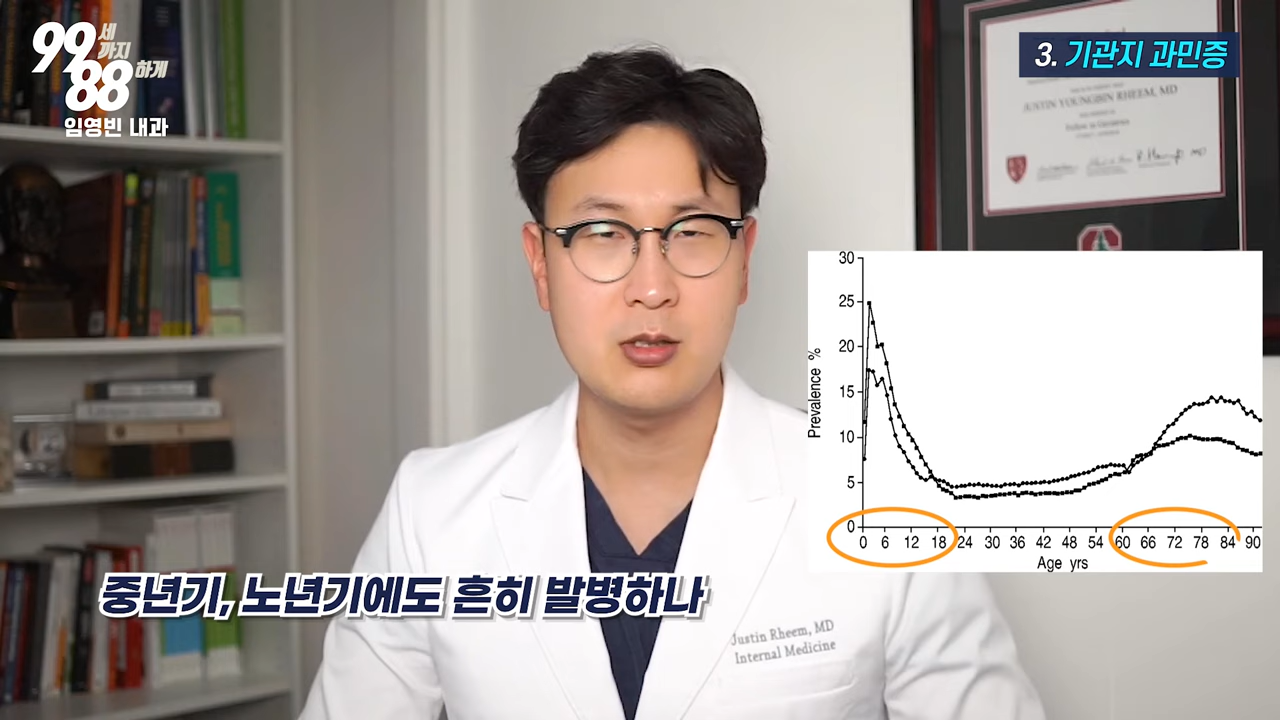 99세
까지
88하게
임영빈 내과
3. 기관지 과민증
JUSTIN YOUNGBIN RHEEM, MD
30
25
20
15
10
5
0
Prevalence %
0 6 12 18 24 30 36 42 48 54 60 66 72 78 84 90
Age yrs
중년기, 노년기에도 흔히 발병하나
Justin Rheem, MD
Internal Medicine